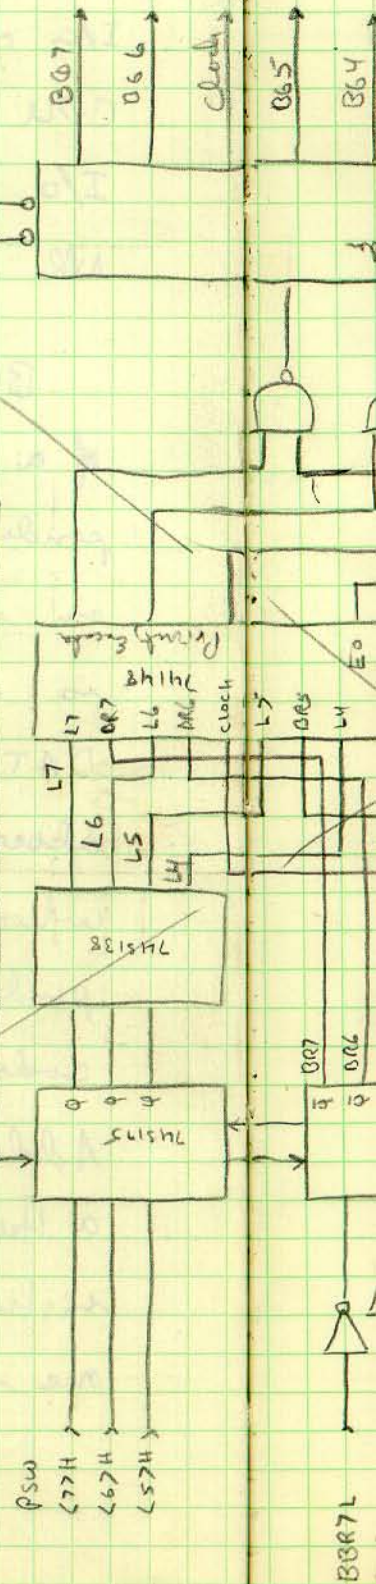 BG7
BG6
Clock
BG5
BG4
Priority Encoder
74148
E0
L7
BR7
L6
BR6
Clock
L5
BR5
L4
L7
L6
L5
L4
74S138
BR7
BR6
Q
Q
Q
Q̅
Q̅
74S175
PSW
<7>H
<6>H
<5>H
BBR7L